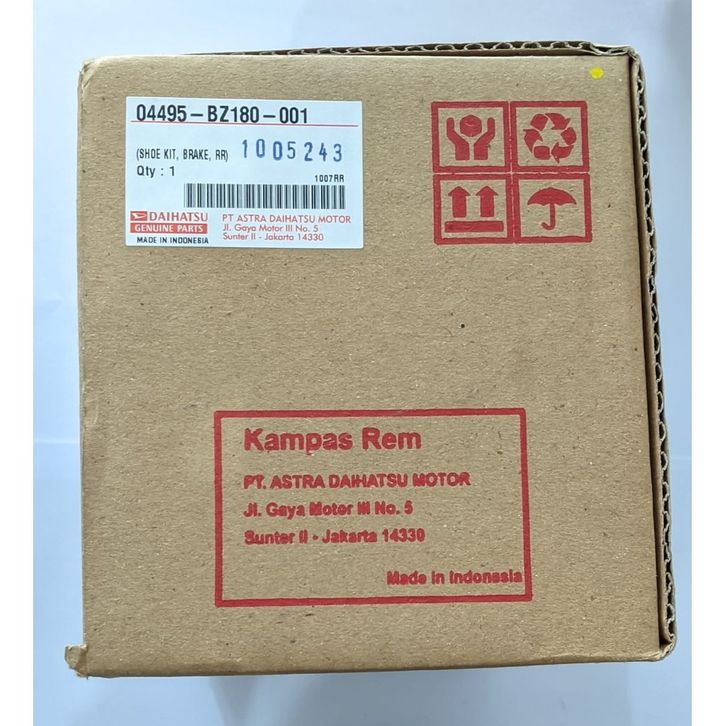 04495-BZ180-001
(SHOE KIT, BRAKE, RR) 1005243
Qty : 1
1007RR
DAIHATSU
GENUINE PARTS
MADE IN INDONESIA
PT ASTRA DAIHATSU MOTOR
Jl. Gaya Motor III No. 5
Sunter II - Jakarta 14330
Kampas Rem
PT. ASTRA DAIHATSU MOTOR
Jl. Gaya Motor III No. 5
Sunter II - Jakarta 14330
Made in Indonesia